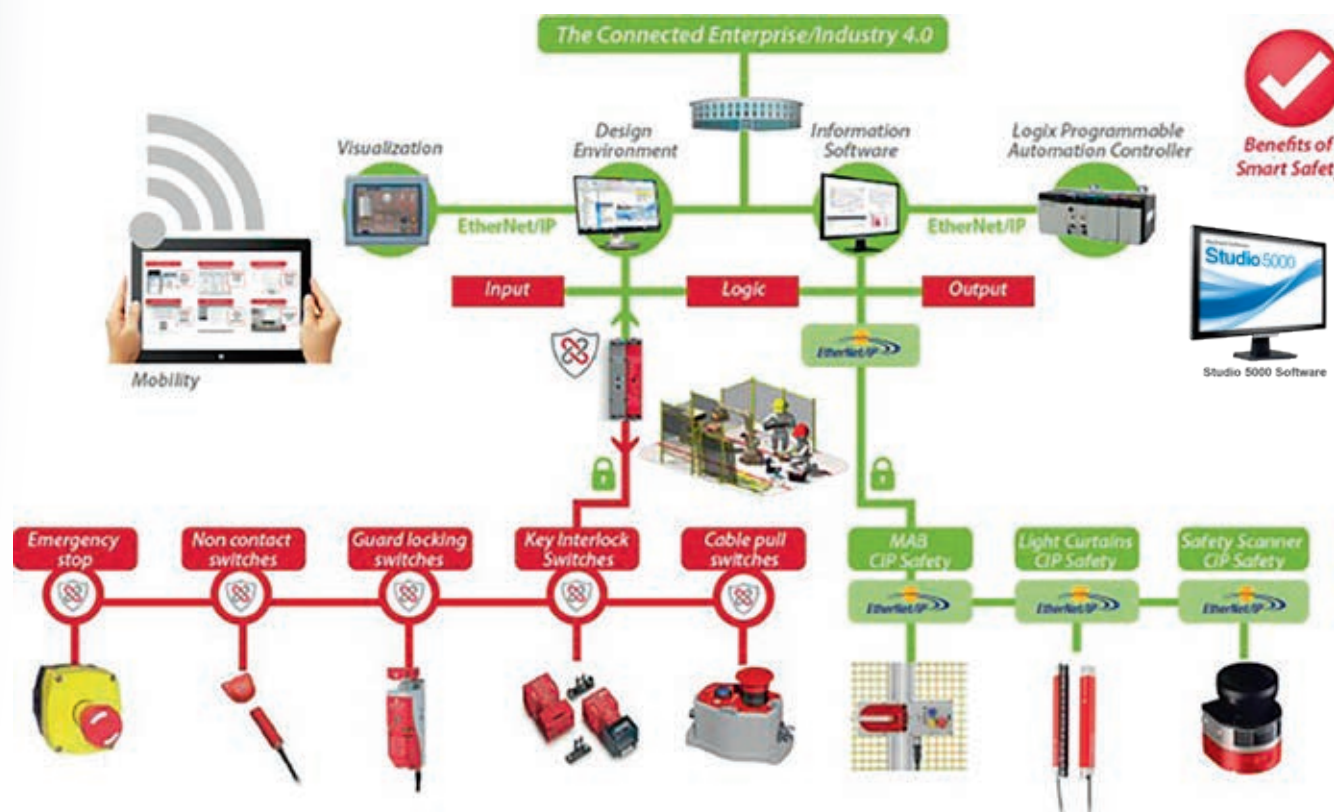 The Connected Enterprise/Industry 4.0
Benefits of
Smart Safet
Visualization
Design
Environment
Information
Software
Logix Programmable
Automation Controller
EtherNet/IP
EtherNet/IP
Studio 5000
Input
Logic
Output
EtherNet/IP
Mobility
Studio 5000 Software
Emergency
stop
Non contact
switches
Guard locking
switches
Key Interlock
Switches
Cable pull
switches
MAB
CIP Safety
Light Curtains
CIP Safety
Safety Scanner
CIP Safety
EtherNet/IP
EtherNet/IP
EtherNet/IP